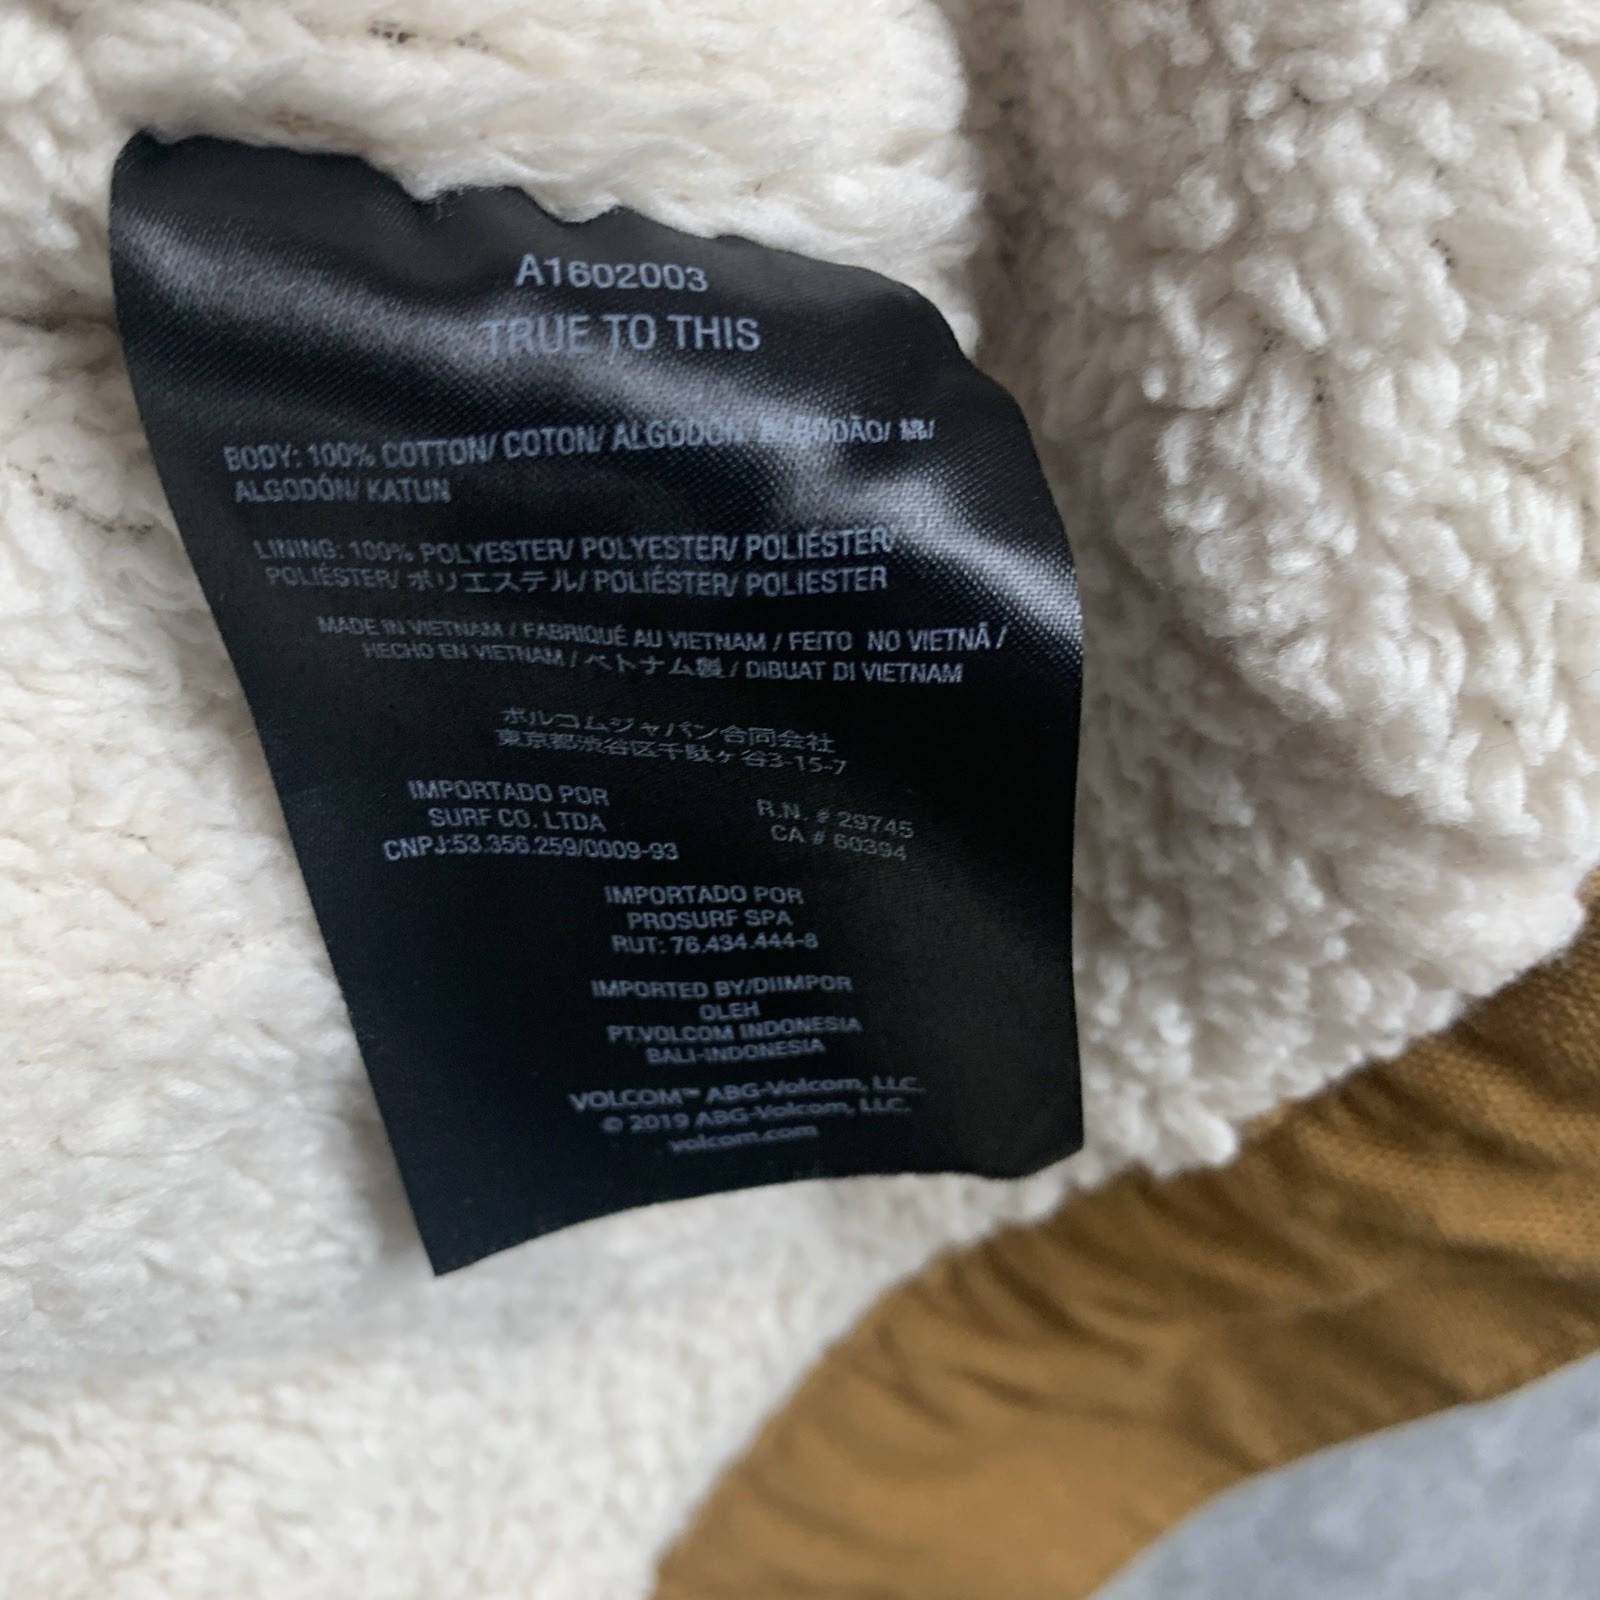 A1602003
TRUE TO THIS
BODY: 100% COTTON/ COTON/ ALGODÓN/ ALGODÃO/ 綿/
ALGODÓN/ KATUN
LINING: 100% POLYESTER/ POLYESTER/ POLIÉSTER/
POLIÉSTER/ ポリエステル/ POLIÉSTER/ POLIESTER
MADE IN VIETNAM / FABRIQUÉ AU VIETNAM / FEITO NO VIETNÃ /
HECHO EN VIETNAM / ベトナム製 / DIBUAT DI VIETNAM
ボルコムジャパン合同会社
東京都渋谷区千駄ヶ谷3-15-7
IMPORTADO POR
SURF CO. LTDA
CNPJ:53.356.259/0009-93
R.N. # 29745
CA # 60394
IMPORTADO POR
PROSURF SPA
RUT: 76.434.444-8
IMPORTED BY/DIIMPOR
OLEH
PT.VOLCOM INDONESIA
BALI-INDONESIA
VOLCOM™ ABG-Volcom, LLC.
© 2019 ABG-Volcom, LLC.
volcom.com